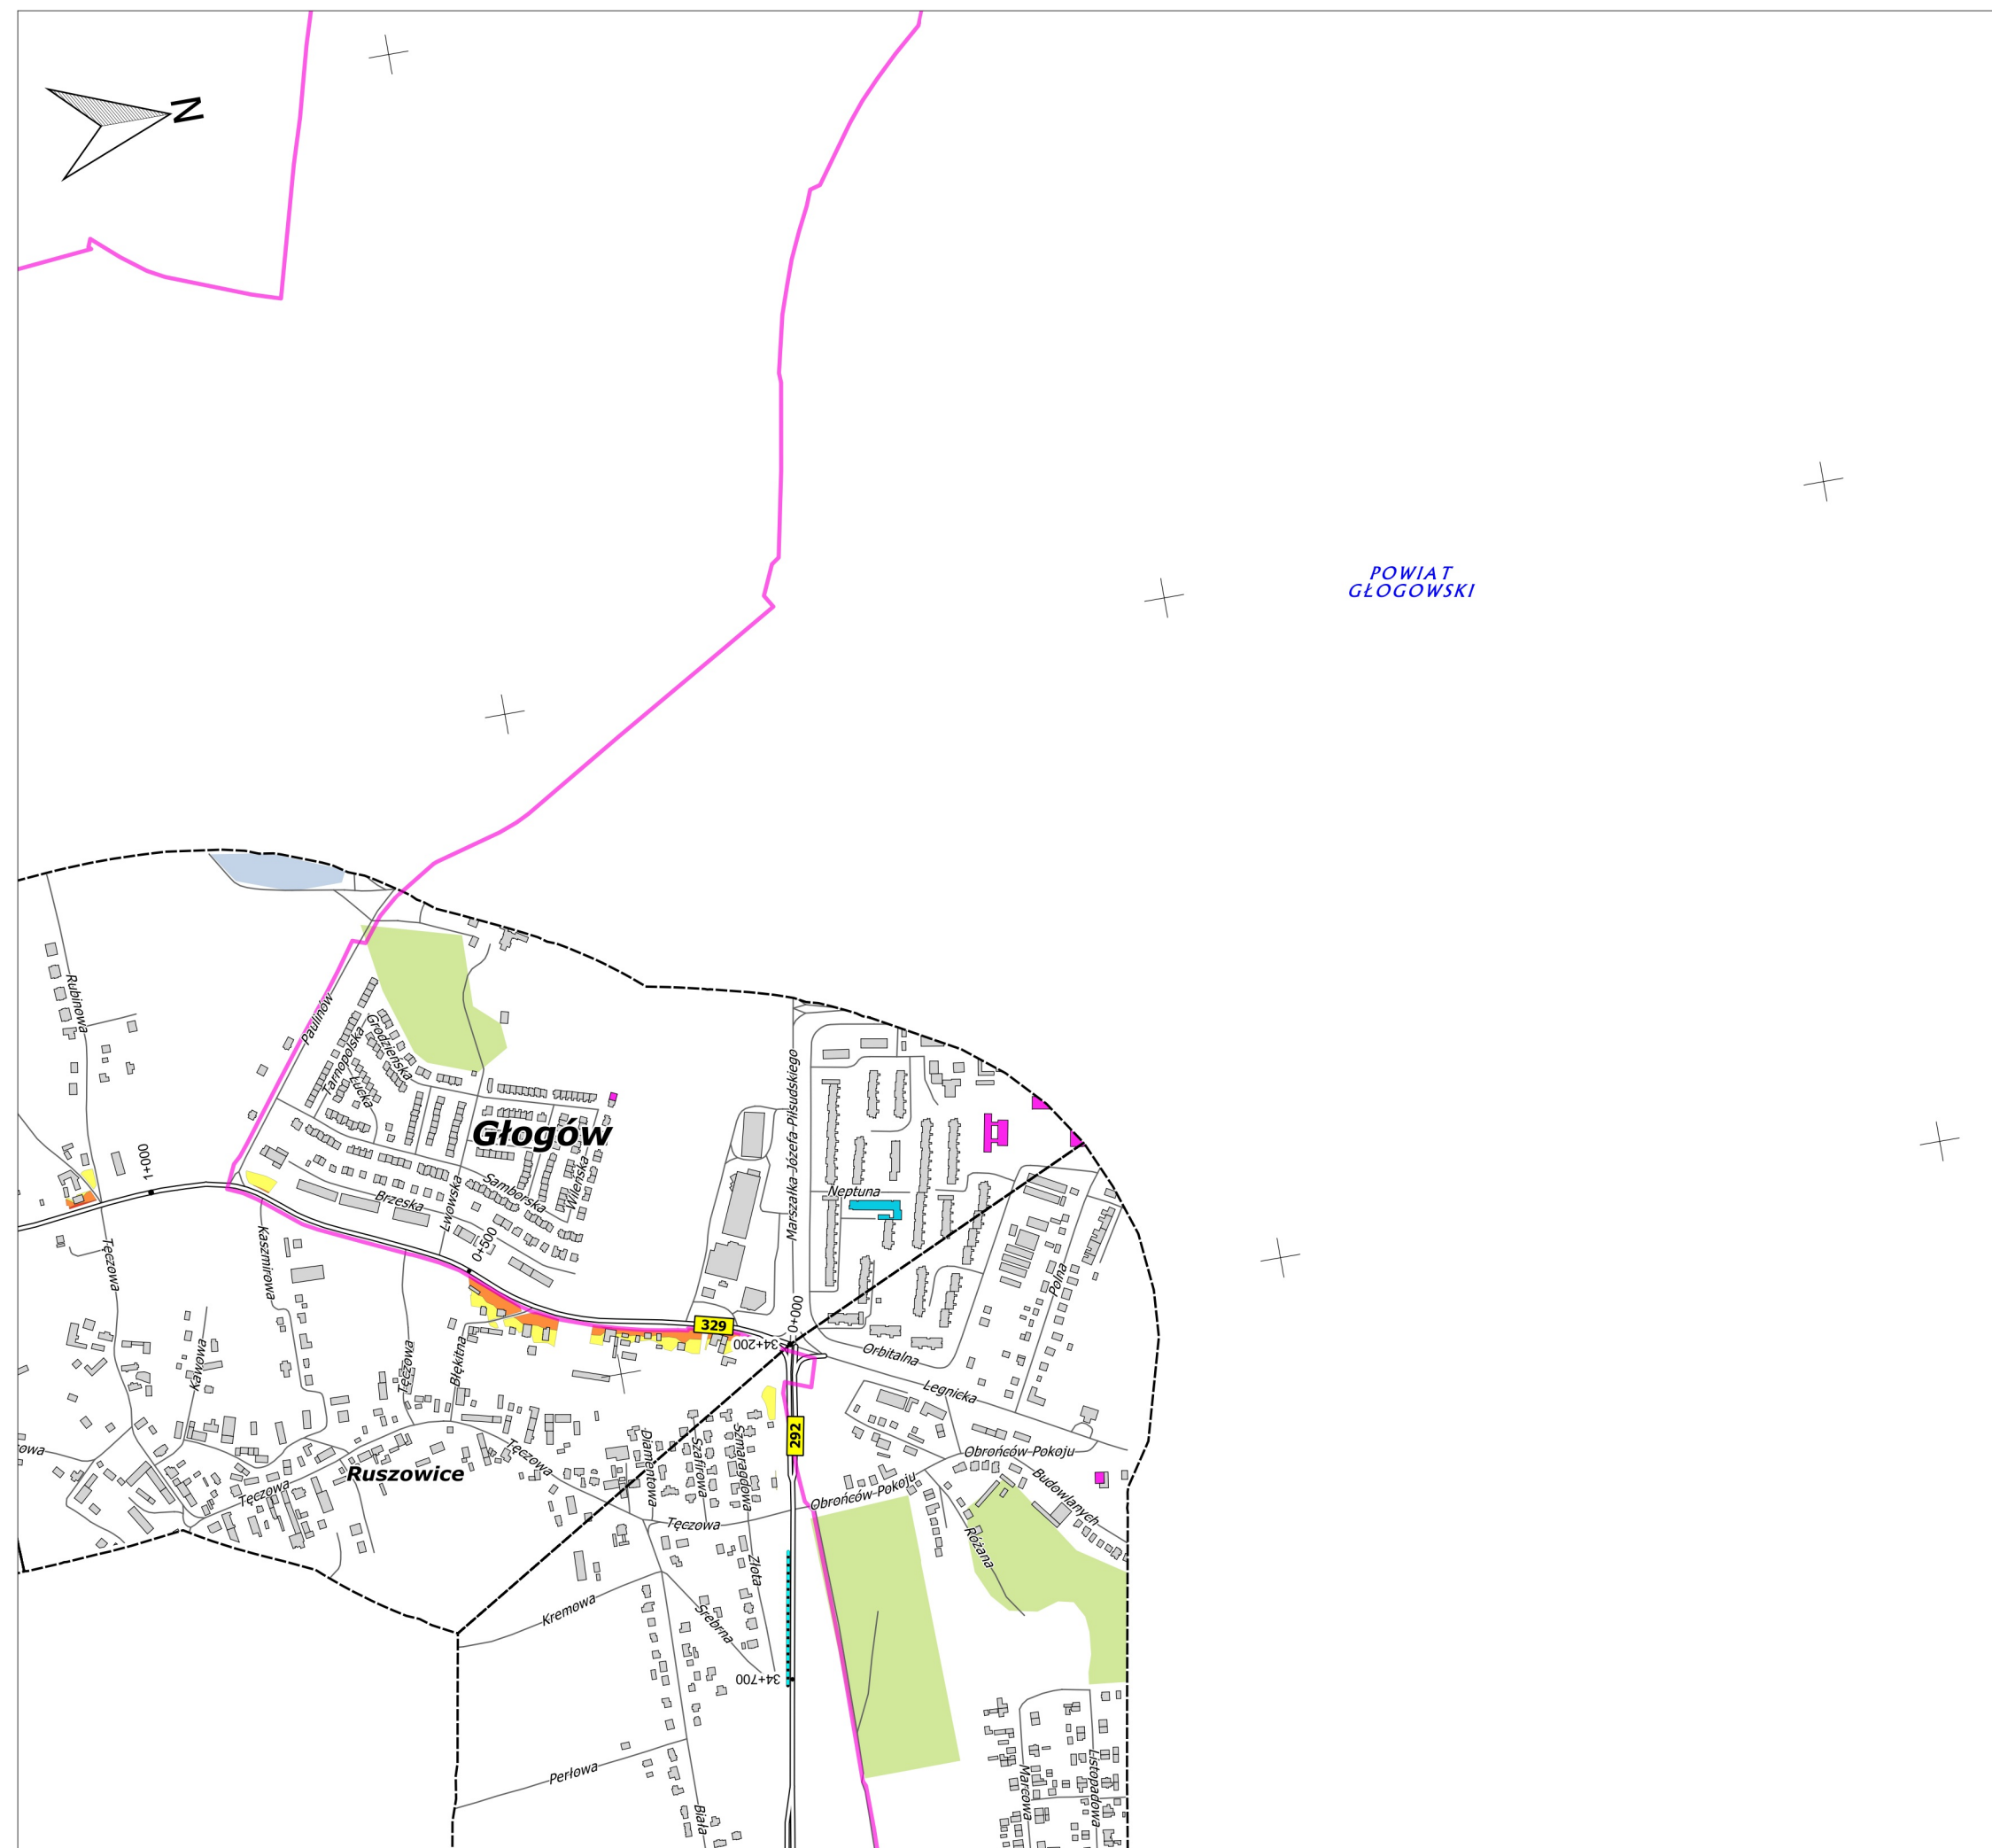 N
POWIAT
GŁOGOWSKI
Rubinowa
Paulinów
Grodzieńska
Tarnopolska
Łucka
Głogów
Marszałka Józefa Piłsudskiego
1+000
Samborska
Wileńska
Brzeska
Lwowska
Neptuna
Tęczowa
Kaszmirowa
0+500
Polna
0+000
329
34+200
Orbitalna
Kawowa
Tęczowa
Błękitna
Legnicka
292
owa
Ruszowice
Tęczowa
Diamentowa
Szafirowa
Szmaragdowa
Obrońców Pokoju
Obrońców Pokoju
Budowlanych
Tęczowa
Tęczowa
Różana
Złota
Kremowa
Srebrna
34+700
Perłowa
Biała
Marcowa
Listopadowa